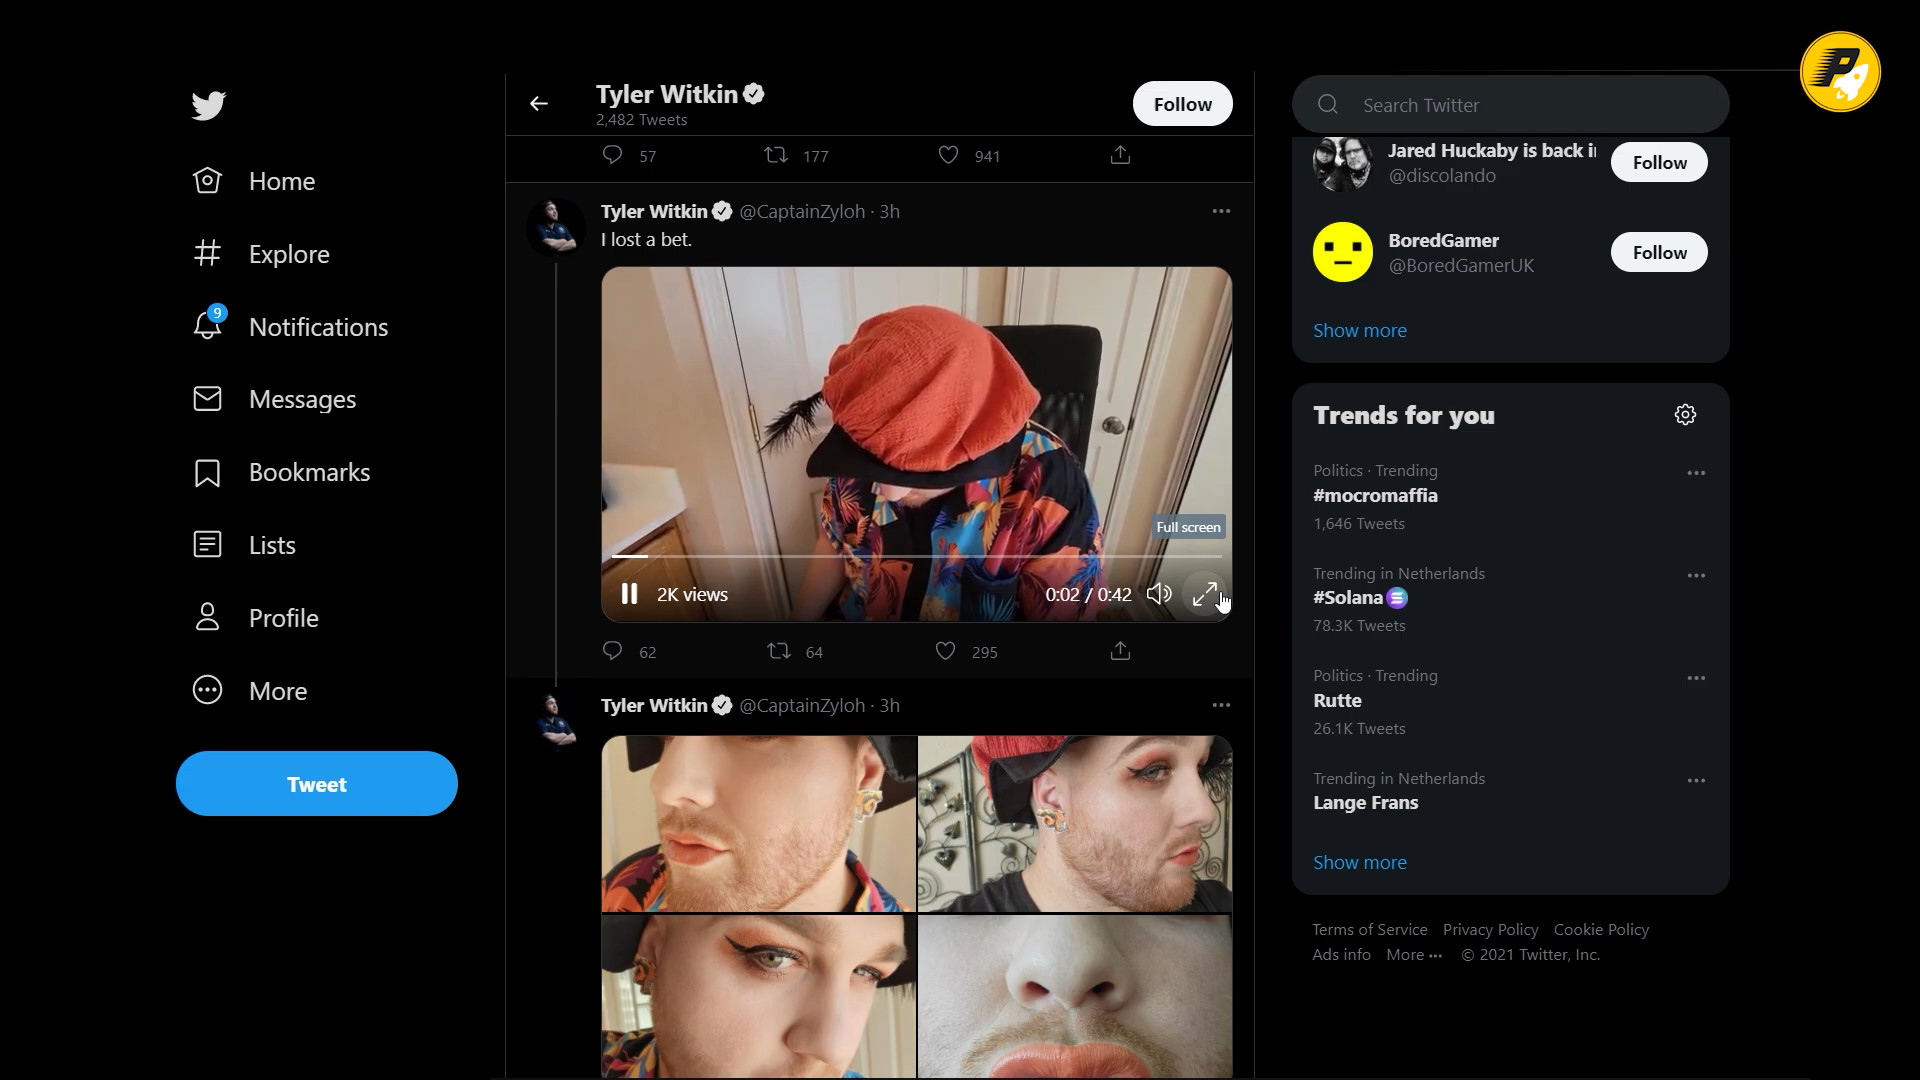 Home
Explore
9
Notifications
Messages
Bookmarks
Lists
Profile
More
Tweet
Tyler Witkin
2,482 Tweets
Follow
57
177
941
Tyler Witkin @CaptainZyloh · 3h
I lost a bet.
Full screen
2K views
0:02 / 0:42
62
64
295
Tyler Witkin @CaptainZyloh · 3h
Search Twitter
Jared Huckaby is back i
@discolando
Follow
BoredGamer
@BoredGamerUK
Follow
Show more
Trends for you
Politics · Trending
#mocromaffia
1,646 Tweets
Trending in Netherlands
#Solana
78.3K Tweets
Politics · Trending
Rutte
26.1K Tweets
Trending in Netherlands
Lange Frans
Show more
Terms of Service Privacy Policy Cookie Policy
Ads info More ··· © 2021 Twitter, Inc.
P